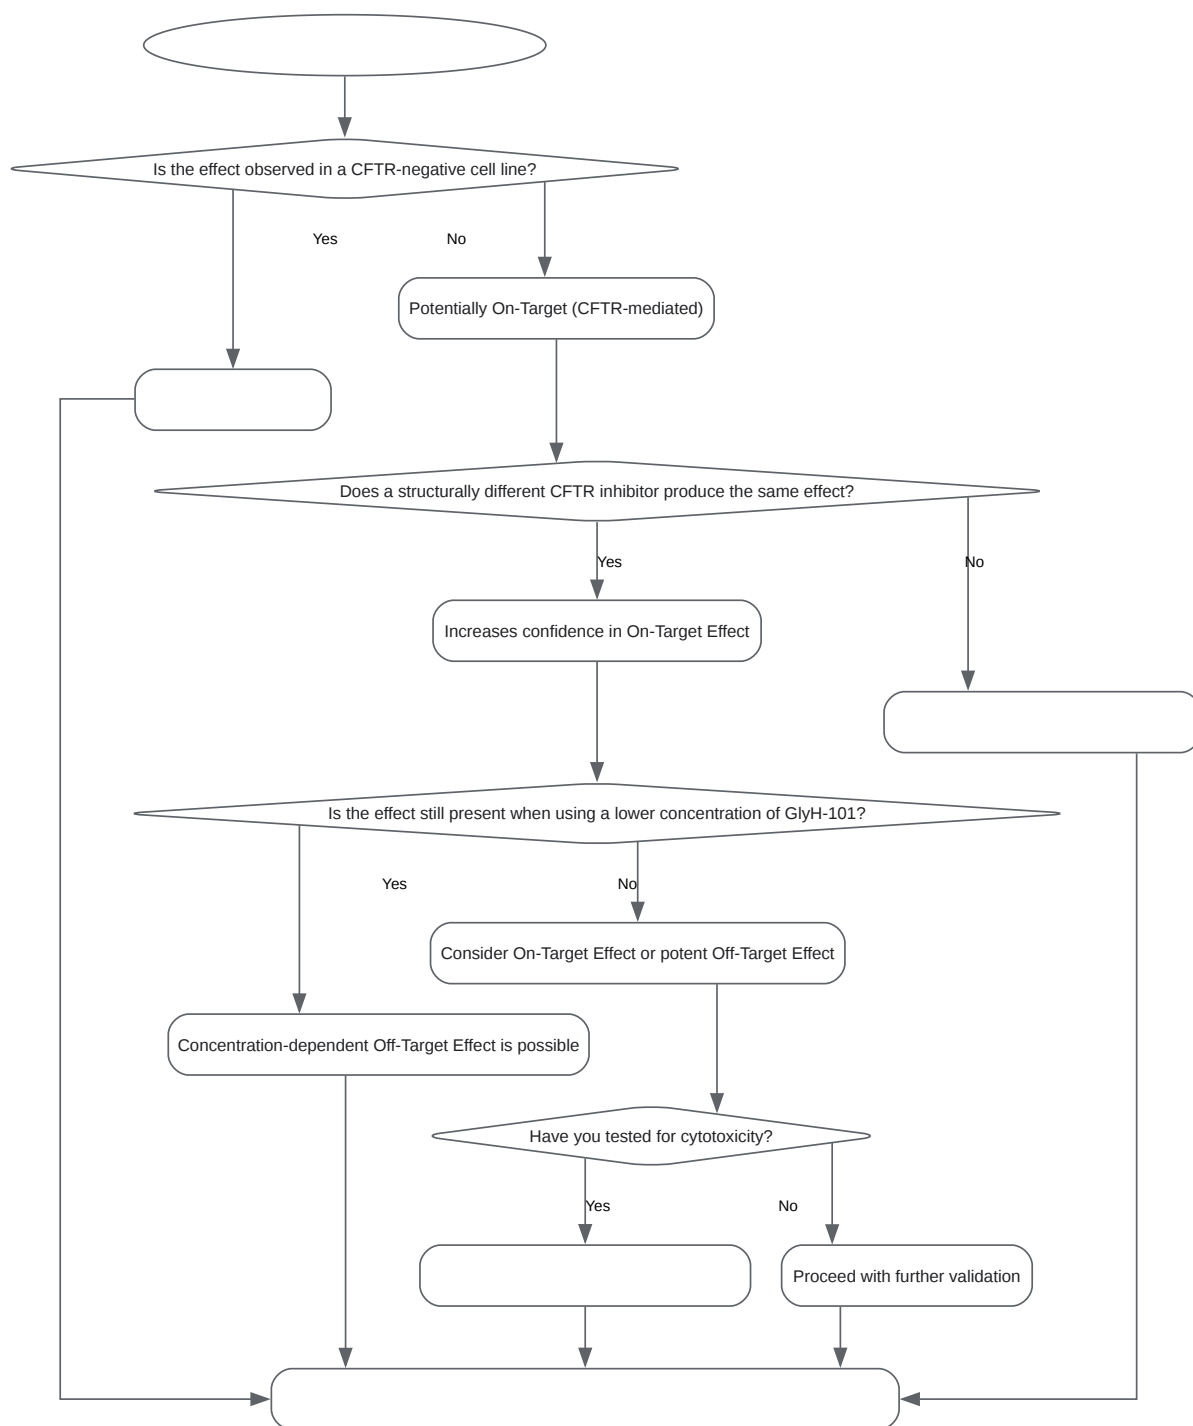 Is the effect observed in a CFTR-negative cell line?
Yes
No
Potentially On-Target (CFTR-mediated)
Does a structurally different CFTR inhibitor produce the same effect?
Yes
No
Increases confidence in On-Target Effect
Is the effect still present when using a lower concentration of GlyH-101?
Yes
No
Consider On-Target Effect or potent Off-Target Effect
Concentration-dependent Off-Target Effect is possible
Have you tested for cytotoxicity?
Yes
No
Proceed with further validation